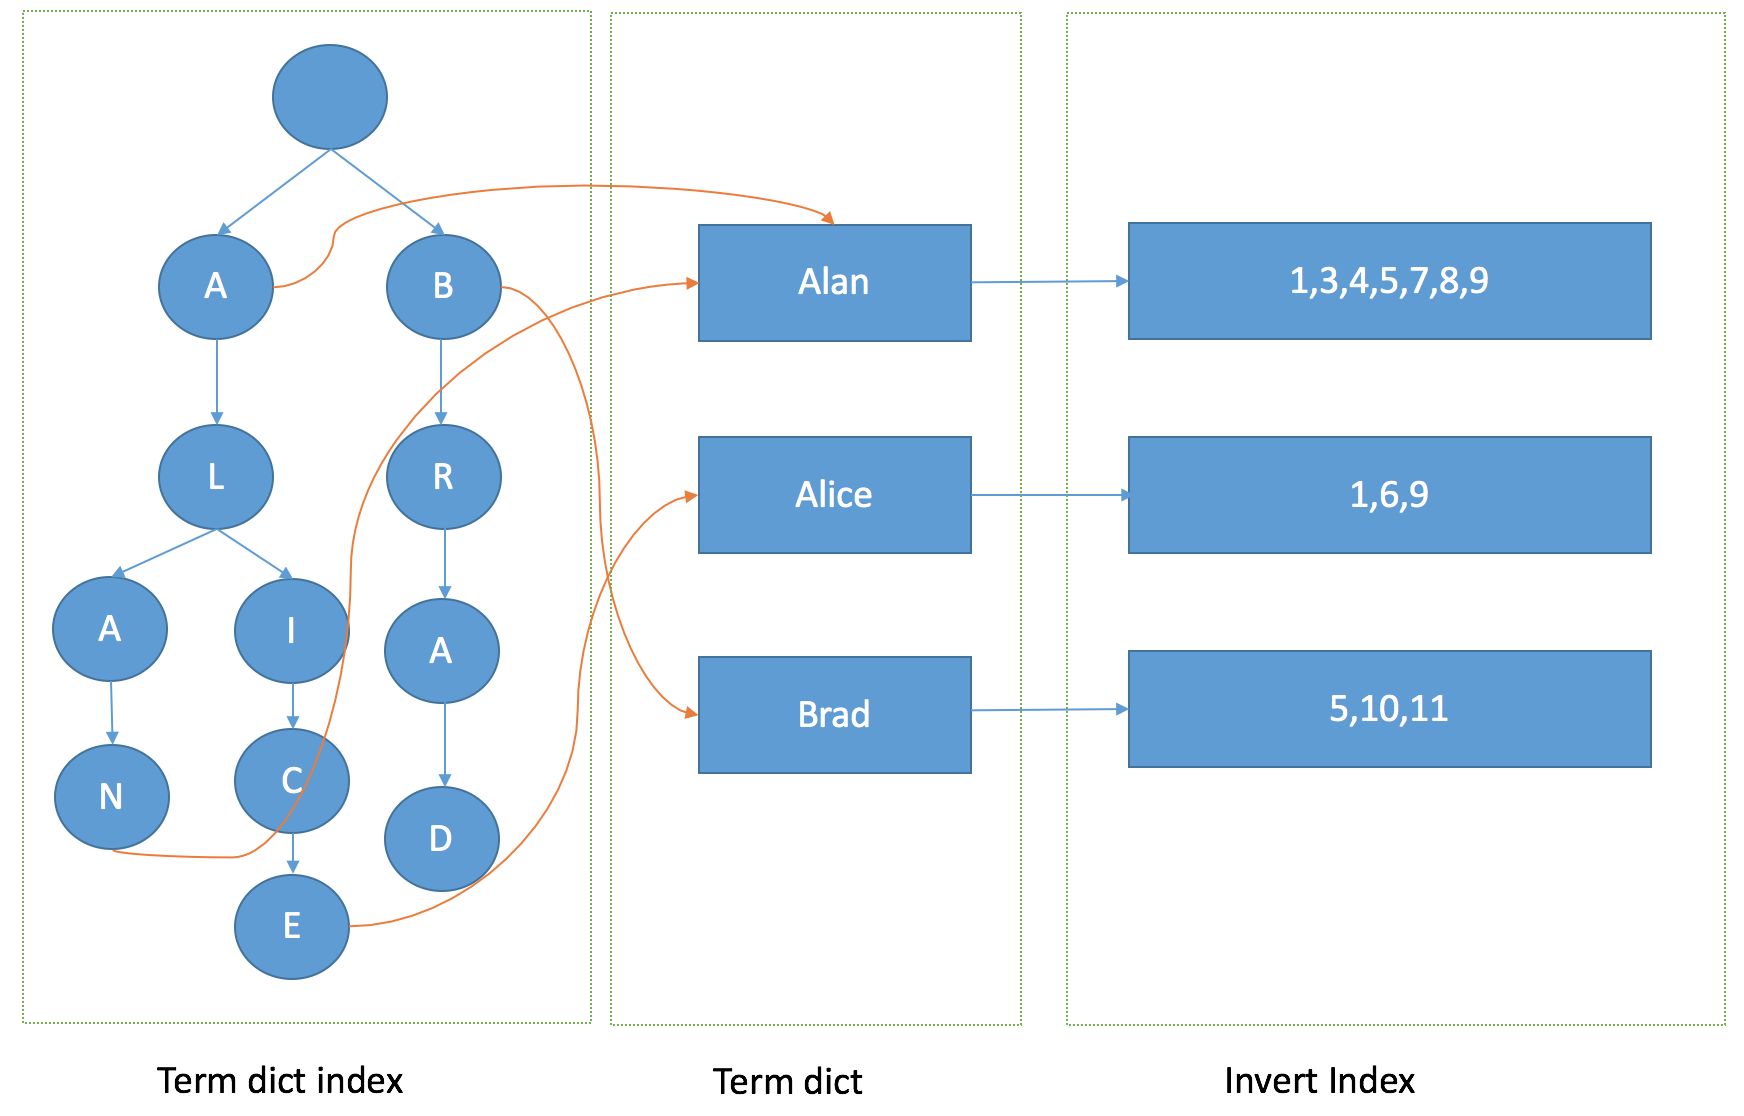 A
B
Alan
1,3,4,5,7,8,9
L
R
Alice
1,6,9
A
I
A
Brad
5,10,11
N
C
D
E
Term dict index
Term dict
Invert Index